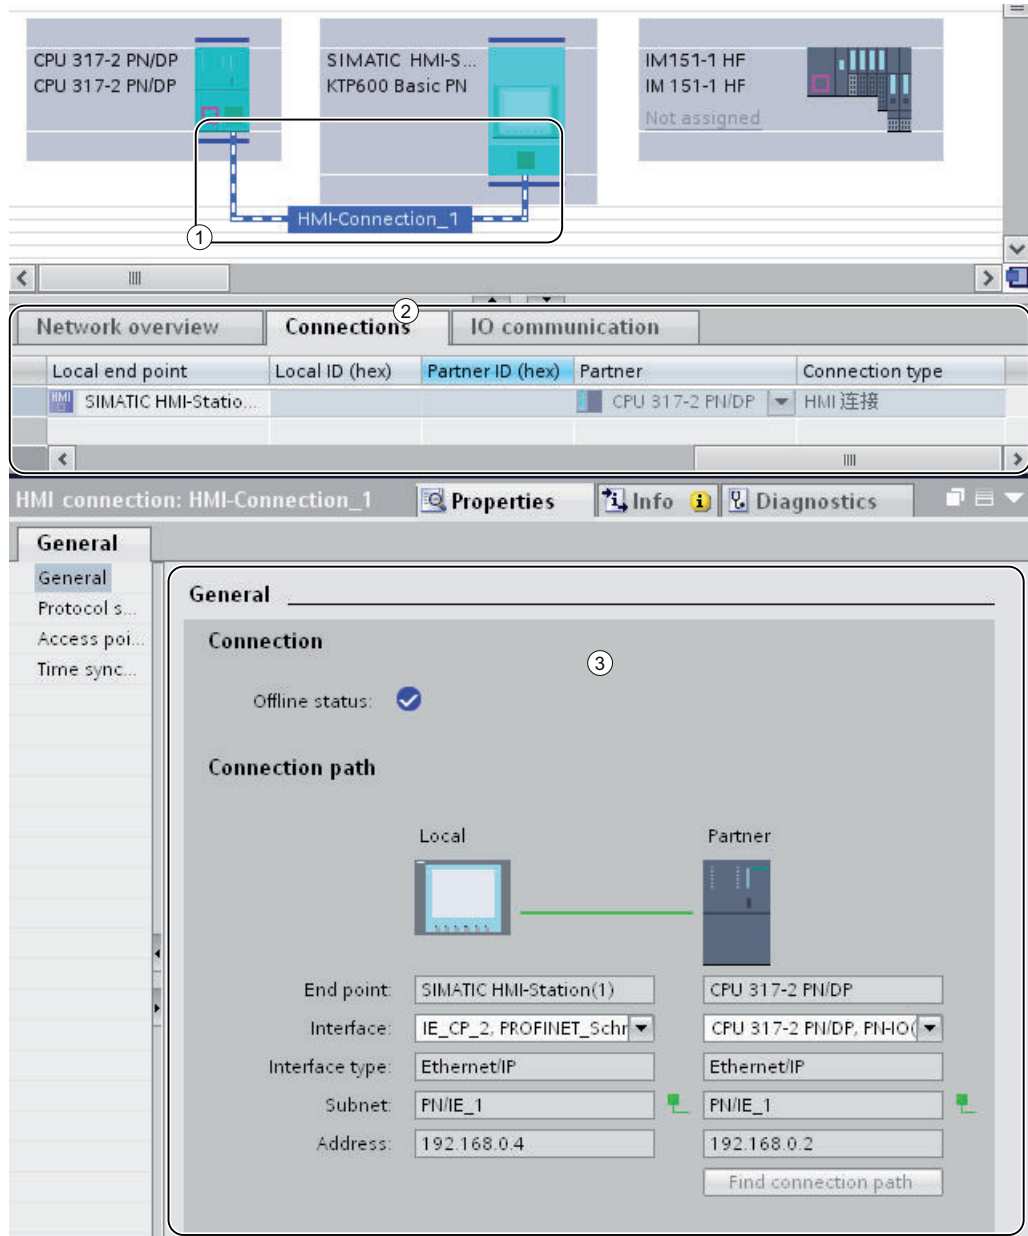 CPU 317-2 PN/DP
CPU 317-2 PN/DP
SIMATIC HMI-S...
KTP600 Basic PN
IM151-1 HF
IM 151-1 HF
Not assigned
HMI-Connection_1
1
2
Network overview Connections IO communication
Local end point Local ID (hex) Partner ID (hex) Partner Connection type
HMI SIMATIC HMI-Statio... CPU 317-2 PN/DP HMI 连接
HMI connection: HMI-Connection_1 Properties Info Diagnostics
General
General
Protocol s...
Access poi...
Time sync...
General
Connection
3
Offline status:
Connection path
Local Partner
End point: SIMATIC HMI-Station(1) CPU 317-2 PN/DP
Interface: IE_CP_2, PROFINET_Schr CPU 317-2 PN/DP, PN-IO(
Interface type: Ethernet/IP Ethernet/IP
Subnet: PN/IE_1 PN/IE_1
Address: 192.168.0.4 192.168.0.2
Find connection path